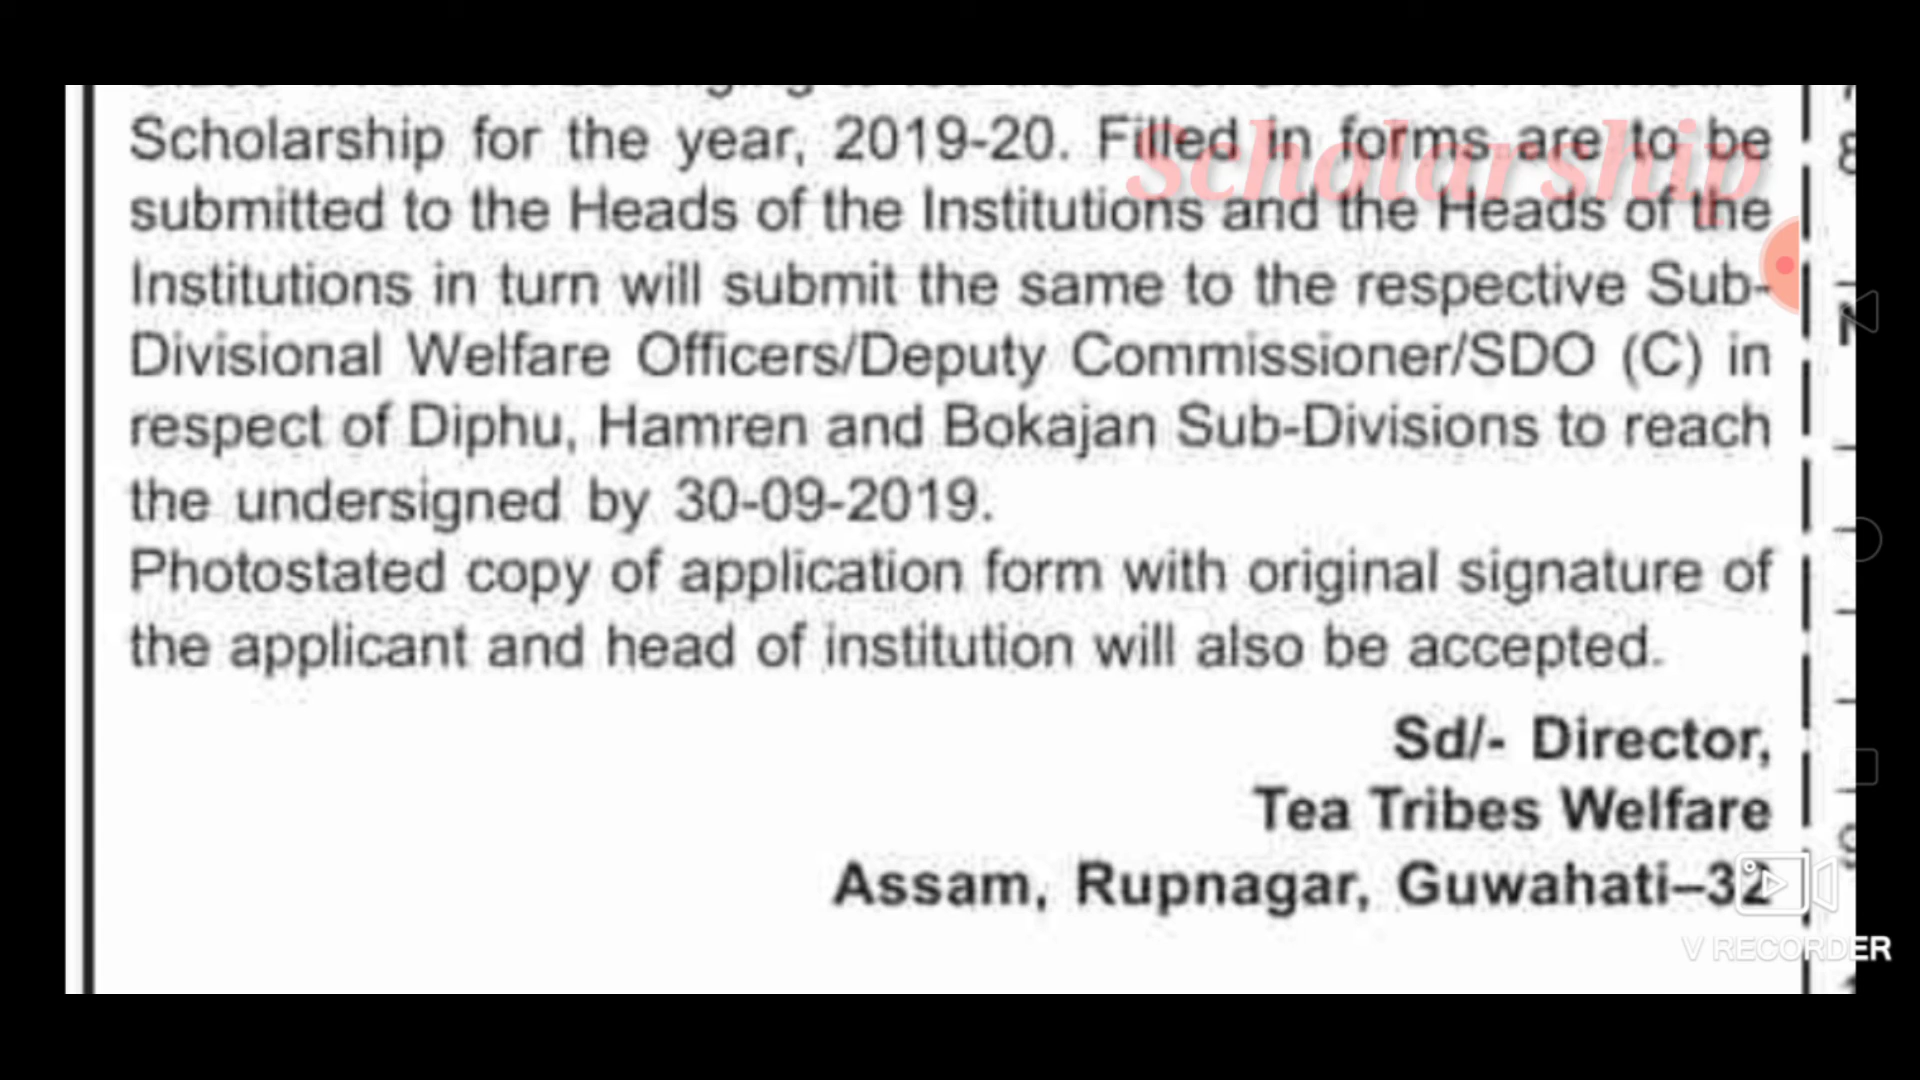 Scholarship for the year, 2019-20. Filled in forms are to be
submitted to the Heads of the Institutions and the Heads of the
Institutions in turn will submit the same to the respective Sub-
Divisional Welfare Officers/Deputy Commissioner/SDO (C) in
respect of Diphu, Hamren and Bokajan Sub-Divisions to reach
the undersigned by 30-09-2019.
Photostated copy of application form with original signature of
the applicant and head of institution will also be accepted.
Sd/- Director,
Tea Tribes Welfare
Assam, Rupnagar, Guwahati–32
Scholarship
V RECORDER